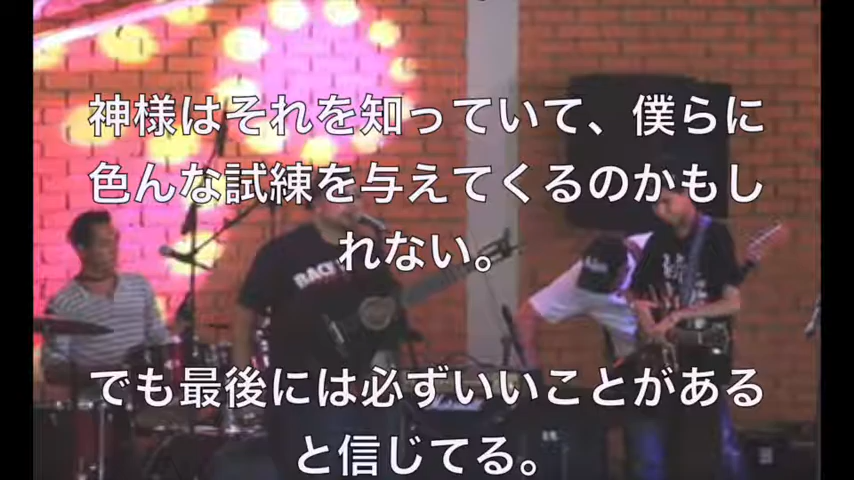 神様はそれを知っていて、僕らに
色んな試練を与えてくるのかもし
れない。
でも最後には必ずいいことがある
と信じてる。